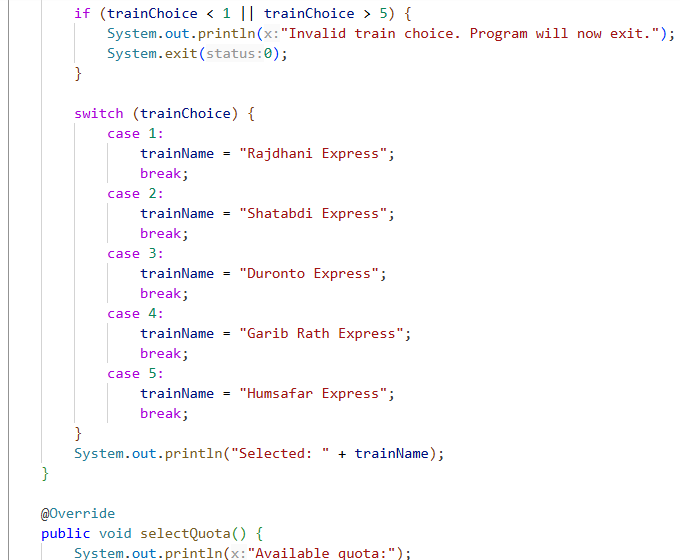 if (trainChoice < 1 || trainChoice > 5) {
System.out.println(x:"Invalid train choice. Program will now exit.");
System.exit(status:0);
}
switch (trainChoice) {
case 1:
trainName = "Rajdhani Express";
break;
case 2:
trainName = "Shatabdi Express";
break;
case 3:
trainName = "Duronto Express";
break;
case 4:
trainName = "Garib Rath Express";
break;
case 5:
trainName = "Humsafar Express";
break;
}
System.out.println("Selected: " + trainName);
}
@Override
public void selectQuota() {
System.out.println(x:"Available quota:");